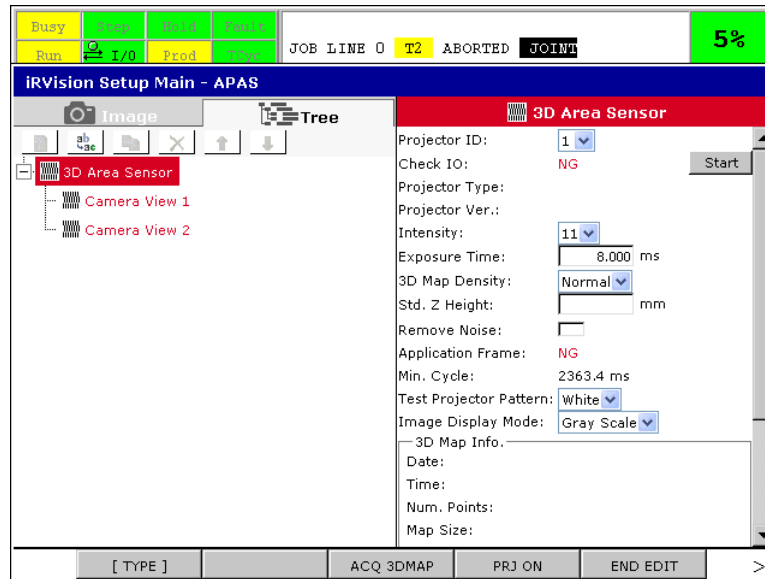 Busy Step Hold Fault
Run I/O Prod TCyc
JOB LINE 0 T2 ABORTED JOINT
5%
iRVision Setup Main - APAS
Image Tree
3D Area Sensor
ab
ac
3D Area Sensor
Camera View 1
Camera View 2
Projector ID: 1
Check IO: NG Start
Projector Type:
Projector Ver.:
Intensity: 11
Exposure Time: 8.000 ms
3D Map Density: Normal
Std. Z Height: mm
Remove Noise:
Application Frame: NG
Min. Cycle: 2363.4 ms
Test Projector Pattern: White
Image Display Mode: Gray Scale
3D Map Info.
Date:
Time:
Num. Points:
Map Size:
[ TYPE ] ACQ 3DMAP PRJ ON END EDIT >